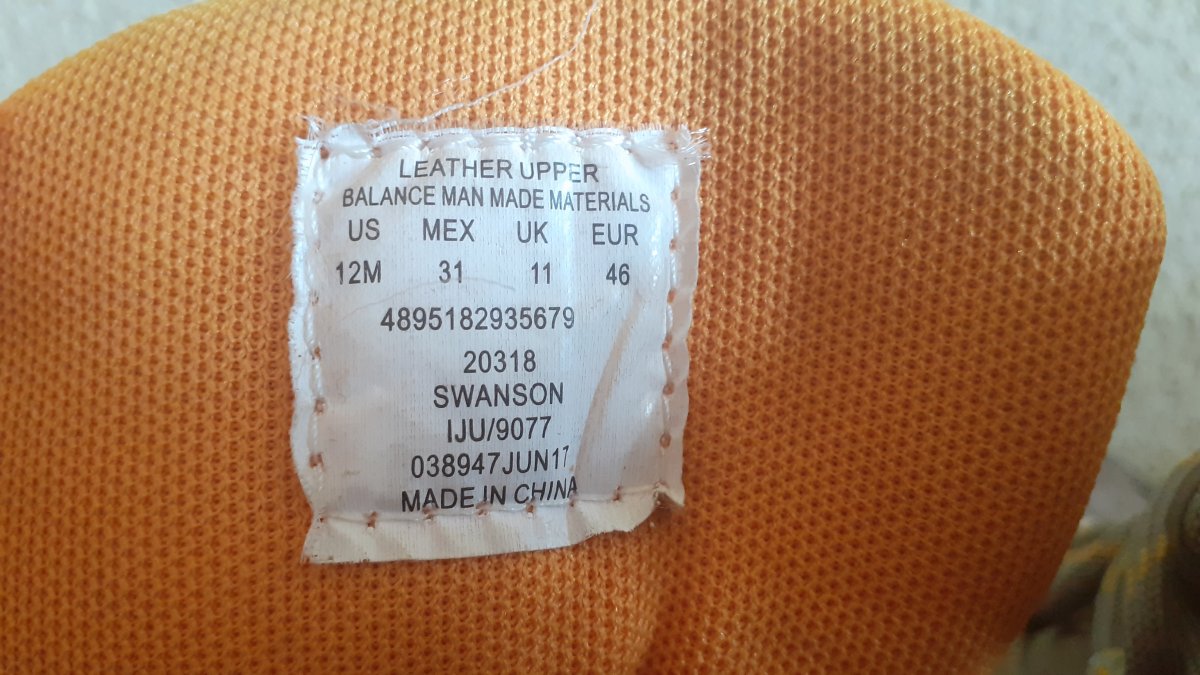 LEATHER UPPER
BALANCE MAN MADE MATERIALS
US MEX UK EUR
12M 31 11 46
4895182935679
20318
SWANSON
IJU/9077
038947JUN17
MADE IN CHINA